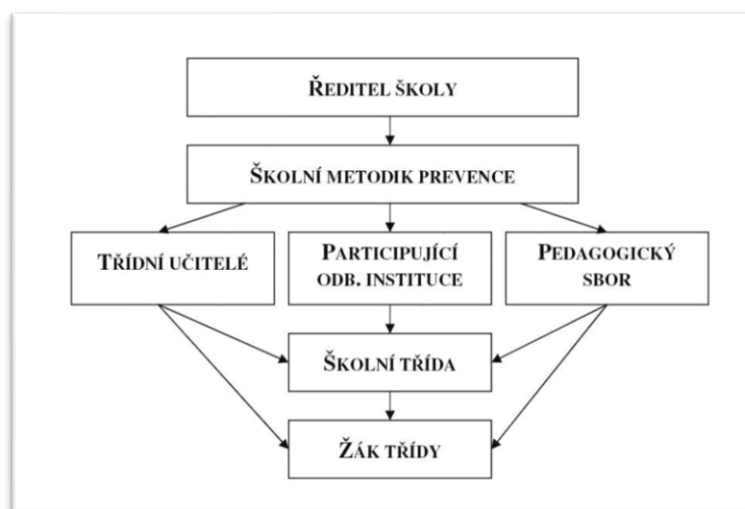 ŘEDITEL ŠKOLY
ŠKOLNÍ METODIK PREVENCE
TŘÍDNÍ UČITELÉ
PARTICIPUJÍCÍ
ODB. INSTITUCE
PEDAGOGICKÝ
SBOR
ŠKOLNÍ TŘÍDA
ŽÁK TŘÍDY